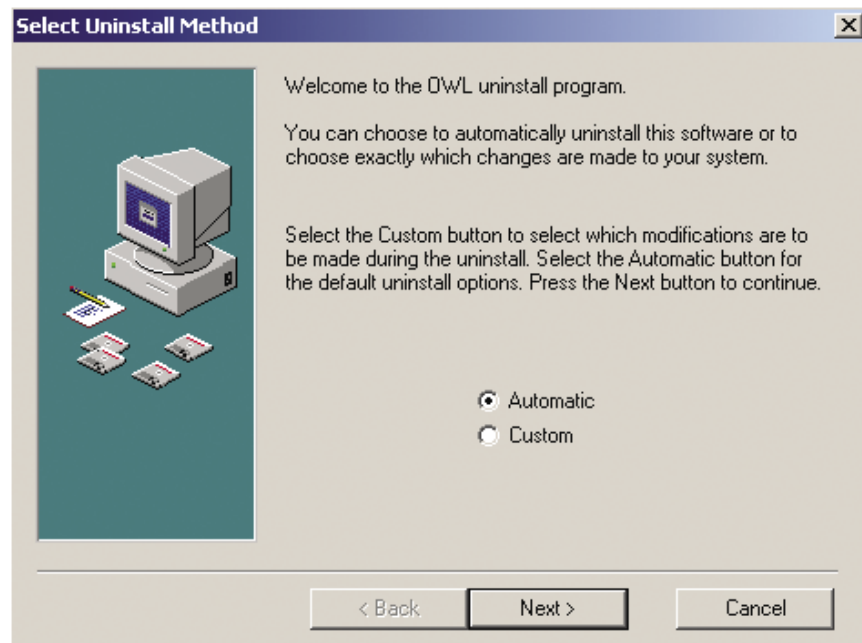 Select Uninstall Method
Welcome to the OWL uninstall program.
You can choose to automatically uninstall this software or to
choose exactly which changes are made to your system.
Select the Custom button to select which modifications are to
be made during the uninstall. Select the Automatic button for
the default uninstall options. Press the Next button to continue.
Automatic
Custom
< Back
Next >
Cancel